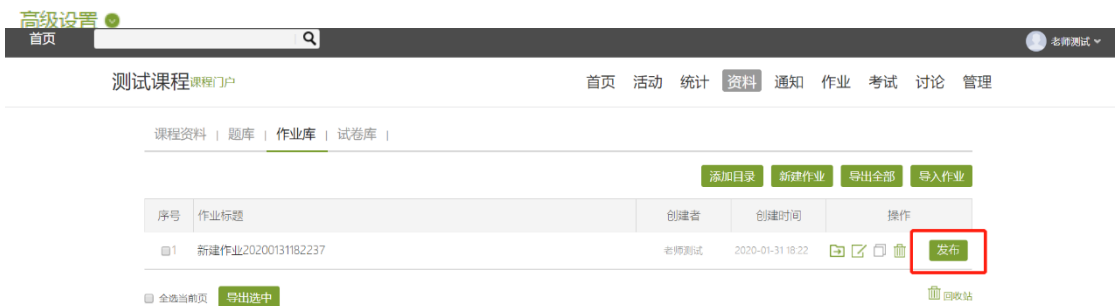 高级设置
首页 老师测试
测试课程课程门户 首页 活动 统计 资料 通知 作业 考试 讨论 管理
课程资料 | 题库 | 作业库 | 试卷库 |
添加目录 新建作业 导出全部 导入作业
序号 作业标题 创建者 创建时间 操作
1 新建作业20200131182237 老师测试 2020-01-31 18:22 发布
全选当前页 导出选中 回收站